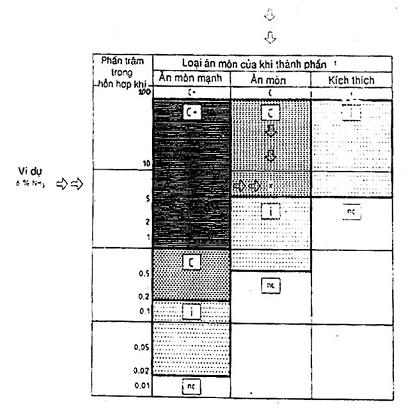 Phần trăm trong hỗn hợp khí
Loại ăn mòn của khi thành phần
Ăn mòn mạnh
Ăn mòn
Kích thích
C+
C
i
100
C+
C
i
10
Ví dụ
6 % NH3
5
i
nc
2
1
C
0.5
nc
0.2
0.1
i
0,05
0.02
0,01
nc